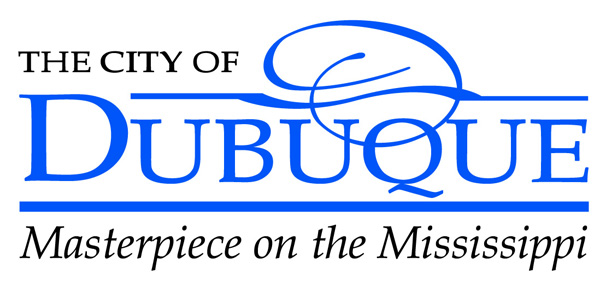 THE CITY OF
DUBUQUE
Masterpiece on the Mississippi